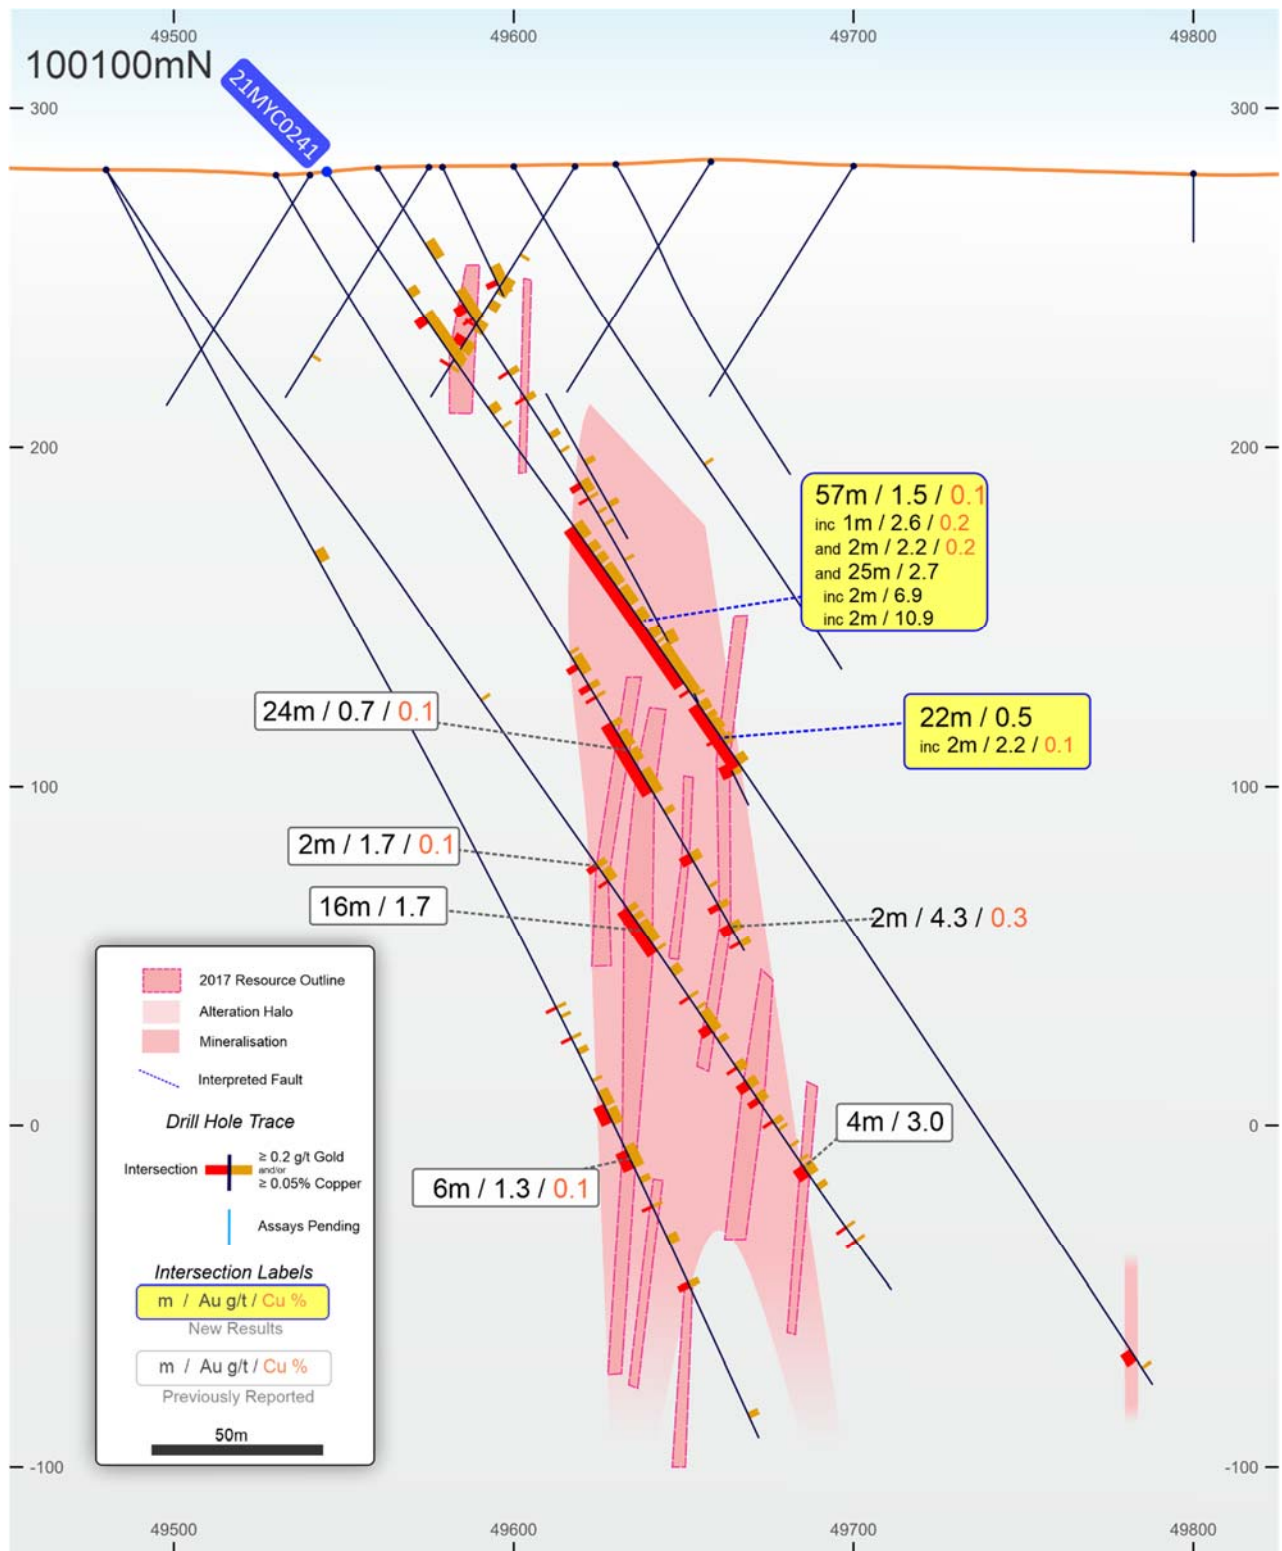 49500 49600 49700 49800
100100mN
21MYC0241
300 300
200 200
57m / 1.5 / 0.1
inc 1m / 2.6 / 0.2
and 2m / 2.2 / 0.2
and 25m / 2.7
inc 2m / 6.9
inc 2m / 10.9
24m / 0.7 / 0.1
22m / 0.5
inc 2m / 2.2 / 0.1
100 100
2m / 1.7 / 0.1
16m / 1.7
2m / 4.3 / 0.3
2017 Resource Outline
Alteration Halo
Mineralisation
Interpreted Fault
Drill Hole Trace
Intersection
≥ 0.2 g/t Gold
and/or
≥ 0.05% Copper
Assays Pending
Intersection Labels
m / Au g/t / Cu %
New Results
m / Au g/t / Cu %
Previously Reported
50m
0 0
4m / 3.0
6m / 1.3 / 0.1
-100 -100
49500 49600 49700 49800